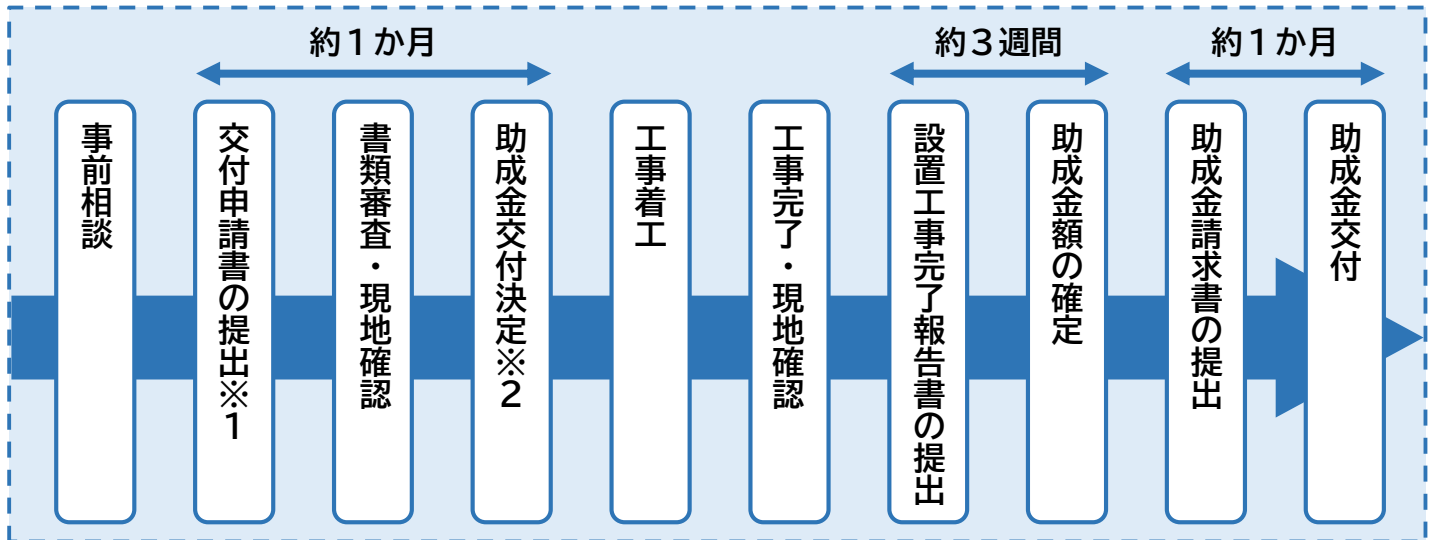 約１か月
約３週間
約１か月
事前相談
交付申請書の提出※１
書類審査・現地確認
助成金交付決定※２
工事着工
工事完了・現地確認
設置工事完了報告書の提出
助成金額の確定
助成金請求書の提出
助成金交付